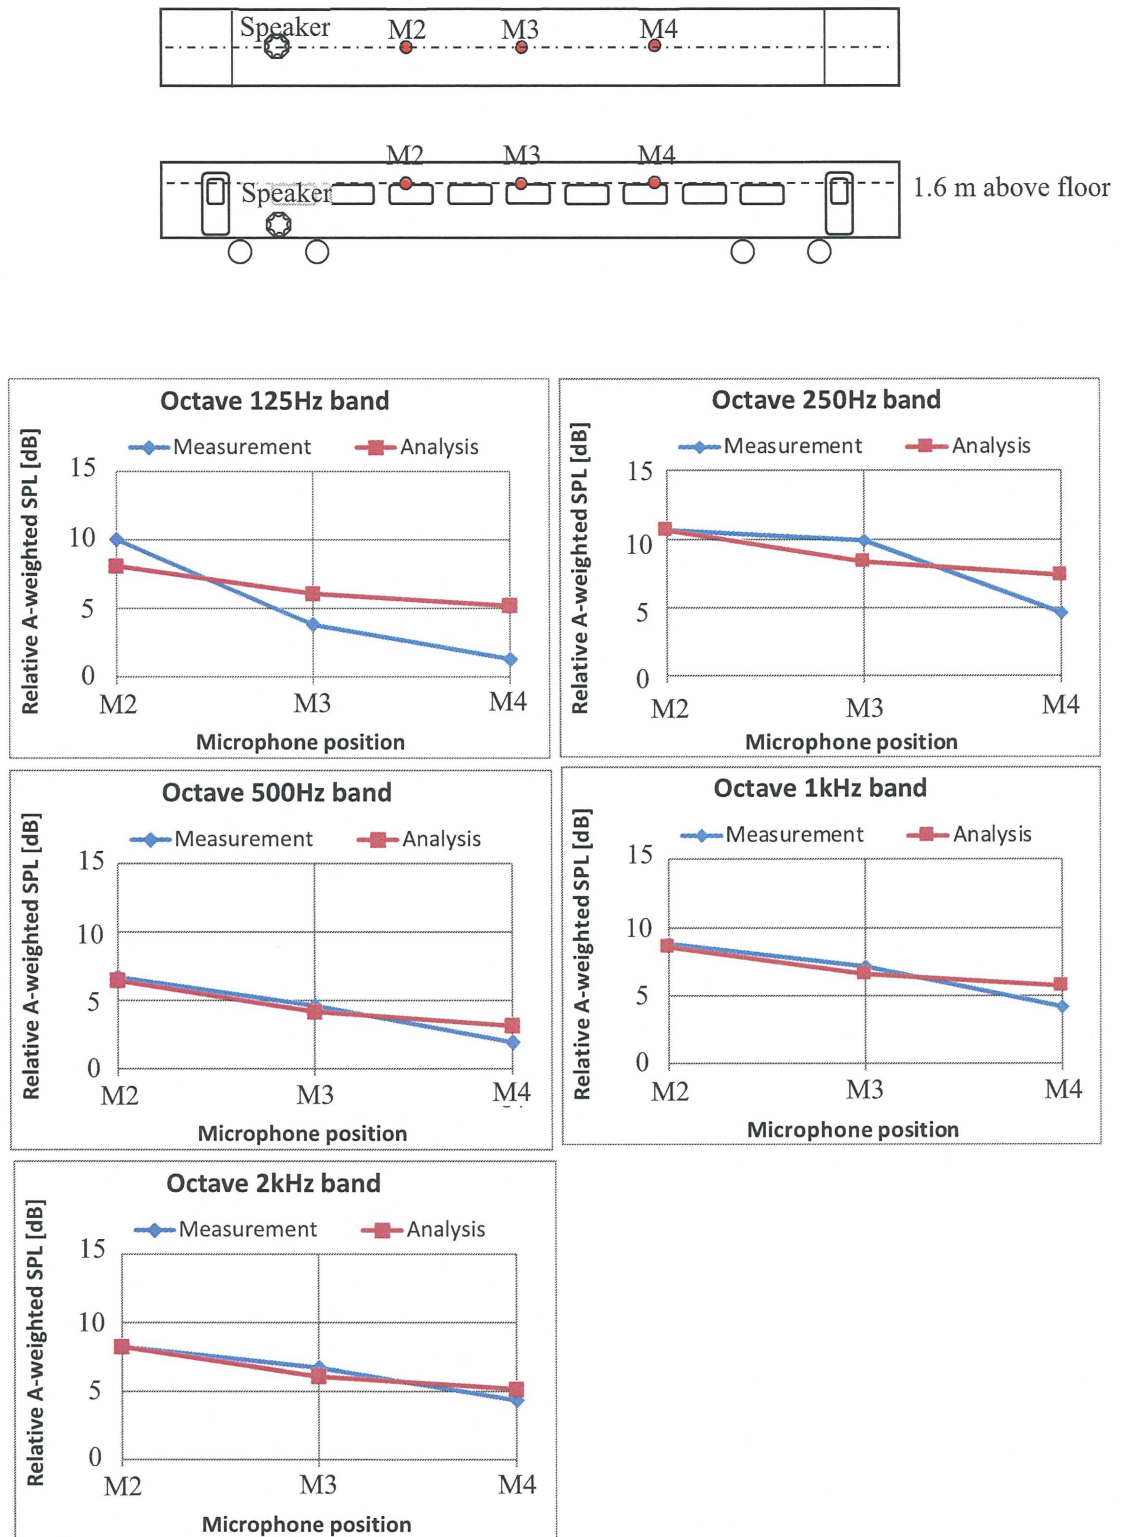 Speaker
M2 M3 M4
M2 M3 M4
Speaker
1.6 m above floor
Octave 125Hz band
Measurement Analysis
Relative A-weighted SPL [dB]
15
10
5
0
M2 M3 M4
Microphone position
Octave 250Hz band
Measurement Analysis
Relative A-weighted SPL [dB]
15
10
5
0
M2 M3 M4
Microphone position
Octave 500Hz band
Measurement Analysis
Relative A-weighted SPL [dB]
15
10
5
0
M2 M3 M4
Microphone position
Octave 1kHz band
Measurement Analysis
Relative A-weighted SPL [dB]
15
10
5
0
M2 M3 M4
Microphone position
Octave 2kHz band
Measurement Analysis
Relative A-weighted SPL [dB]
15
10
5
0
M2 M3 M4
Microphone position